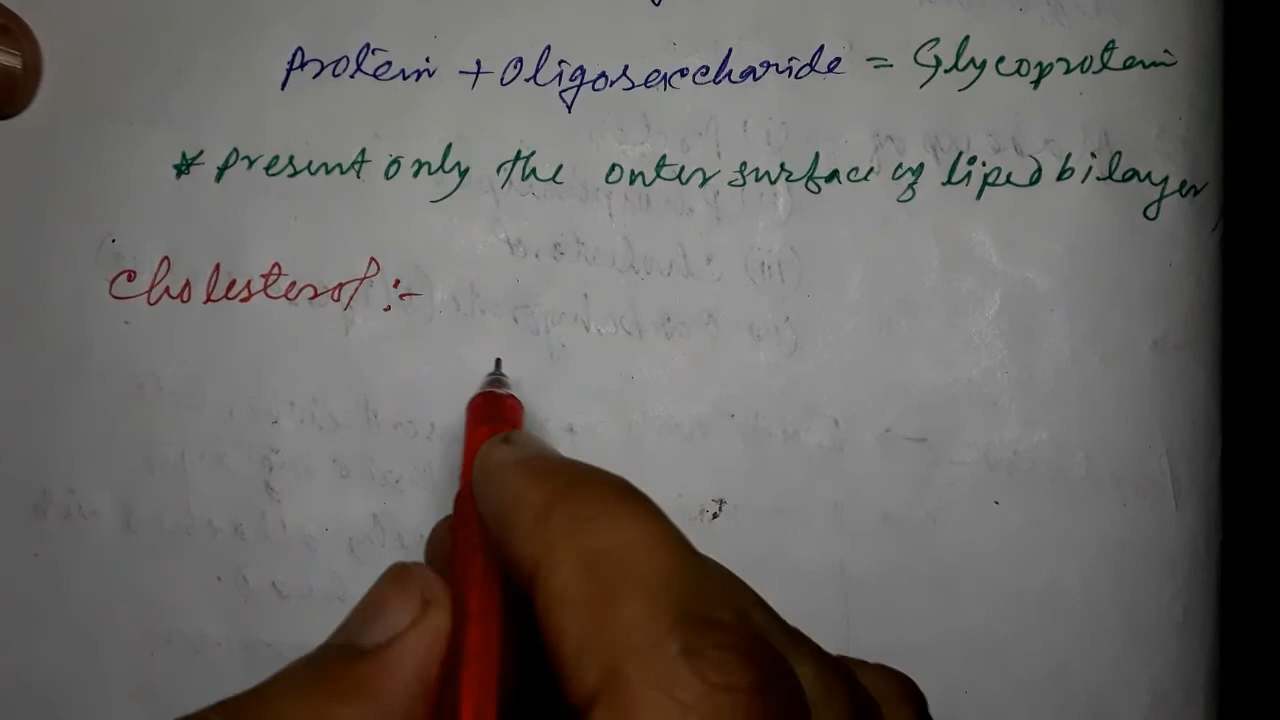 Protein + Oligosaccharide = Glycoprotein
* Present only the outer surface of lipid bilayer
Cholesterol :-